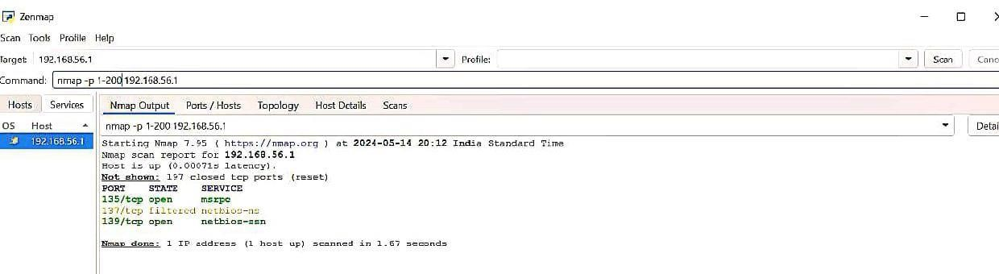 Zenmap
Scan Tools Profile Help
Target: 192.168.56.1 Profile: Scan Canc
Command: nmap -p 1-200 192.168.56.1
Hosts Services Nmap Output Ports / Hosts Topology Host Details Scans
OS Host nmap -p 1-200 192.168.56.1 Detai
192.168.56.1
Starting Nmap 7.95 ( https://nmap.org ) at 2024-05-14 20:12 India Standard Time
Nmap scan report for 192.168.56.1
Host is up (0.00071s latency).
Not shown: 197 closed tcp ports (reset)
PORT STATE SERVICE
135/tcp open msrpc
137/tcp filtered netbios-ns
139/tcp open netbios-ssn
Nmap done: 1 IP address (1 host up) scanned in 1.67 seconds